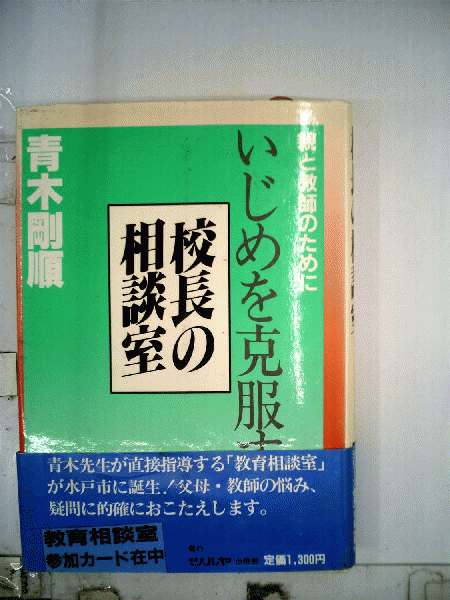 親と教師のために
いじめを克服す
校長の
相談室
青木剛順
青木先生が直接指導する「教育相談室」
が水戸市に誕生！父母・教師の悩み、
疑問に的確におこたえします。
教育相談室
参加カード在中
定価1,300円